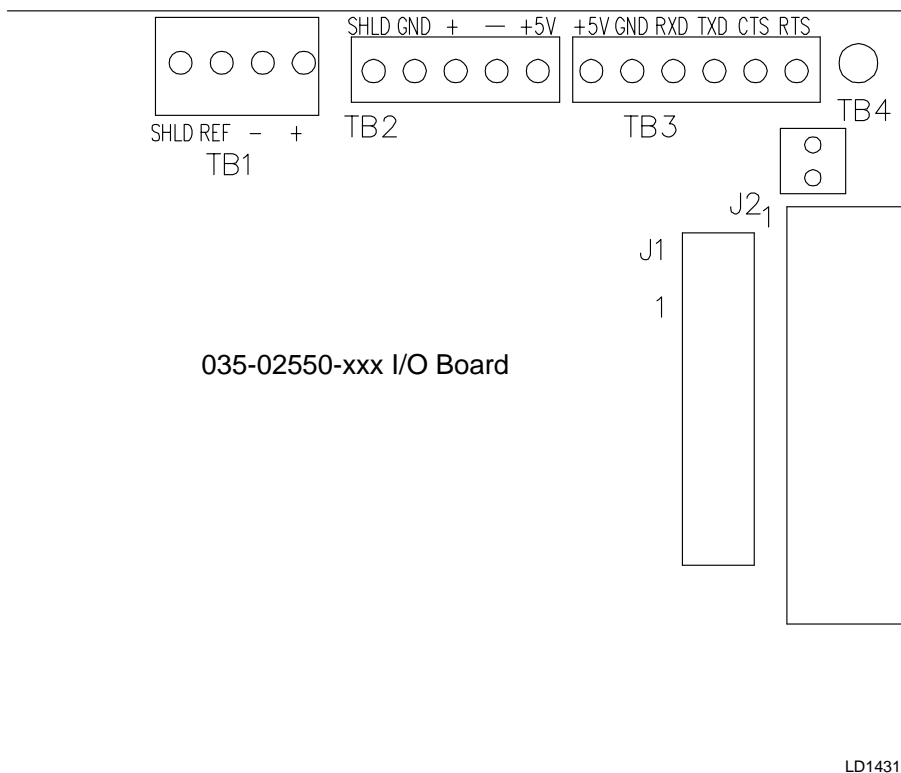 SHLD GND + — +5V
+5V GND RXD TXD CTS RTS
SHLD REF − +
TB1
TB2
TB3
TB4
J2
1
J1
1
035-02550-xxx I/O Board
LD1431